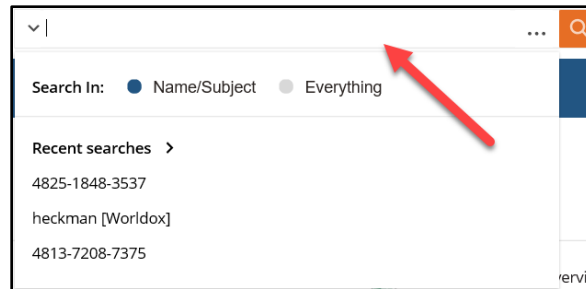 ...
Search In: Name/Subject Everything
Recent searches >
4825-1848-3537
heckman [Worldox]
4813-7208-7375